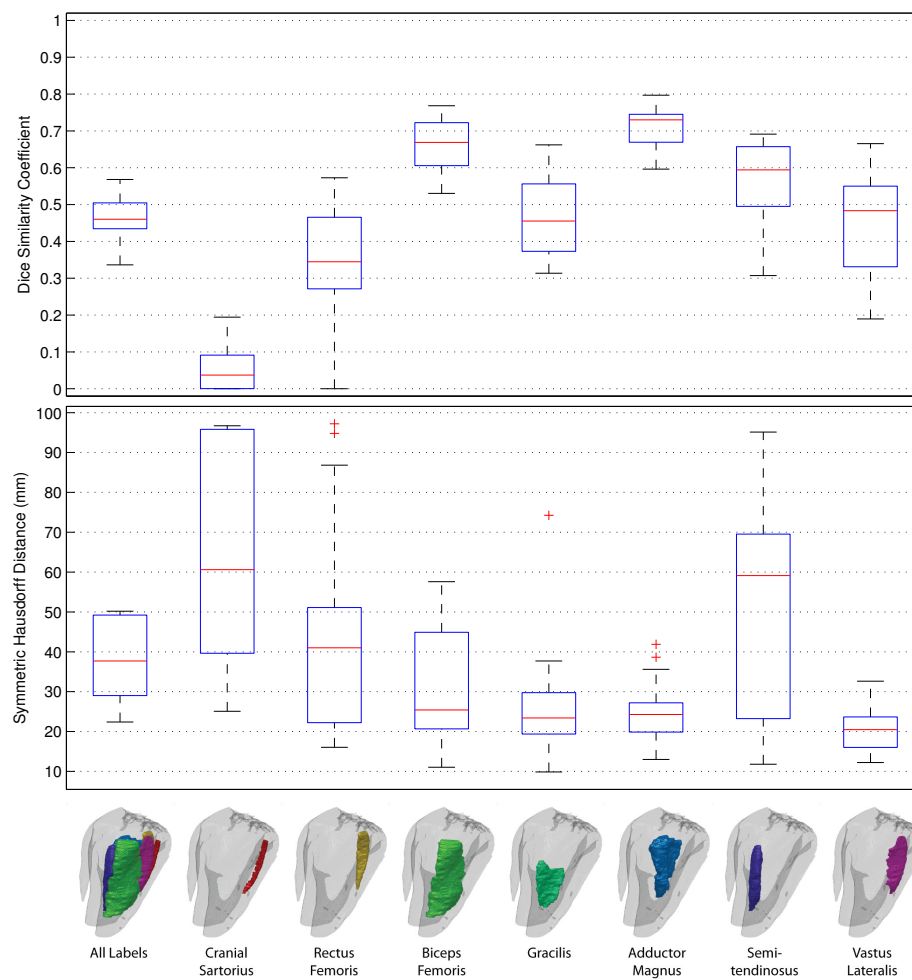 1
0.9
0.8
0.7
0.6
0.5
0.4
0.3
0.2
0.1
0
Dice Similarity Coefficient
100
90
80
70
60
50
40
30
20
10
Symmetric Hausdorff Distance (mm)
All Labels
Cranial
Sartorius
Rectus
Femoris
Biceps
Femoris
Gracilis
Adductor
Magnus
Semi-
tendinosus
Vastus
Lateralis